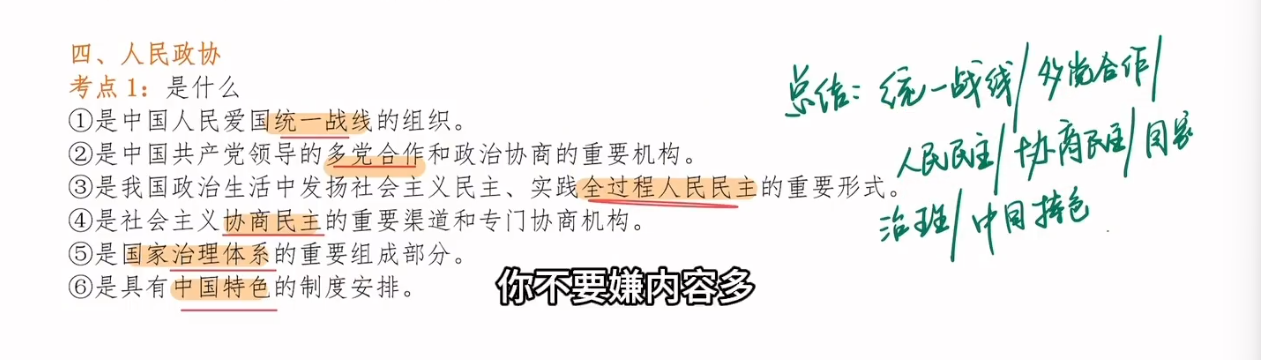 四、人民政协
考点1：是什么
①是中国人民爱国统一战线的组织。
②是中国共产党领导的多党合作和政治协商的重要机构。
③是我国政治生活中发扬社会主义民主、实践全过程人民民主的重要形式。
④是社会主义协商民主的重要渠道和专门协商机构。
⑤是国家治理体系的重要组成部分。
⑥是具有中国特色的制度安排。
总结：统一战线/多党合作/
人民民主/协商民主/国家
治理/中国特色
你不要嫌内容多